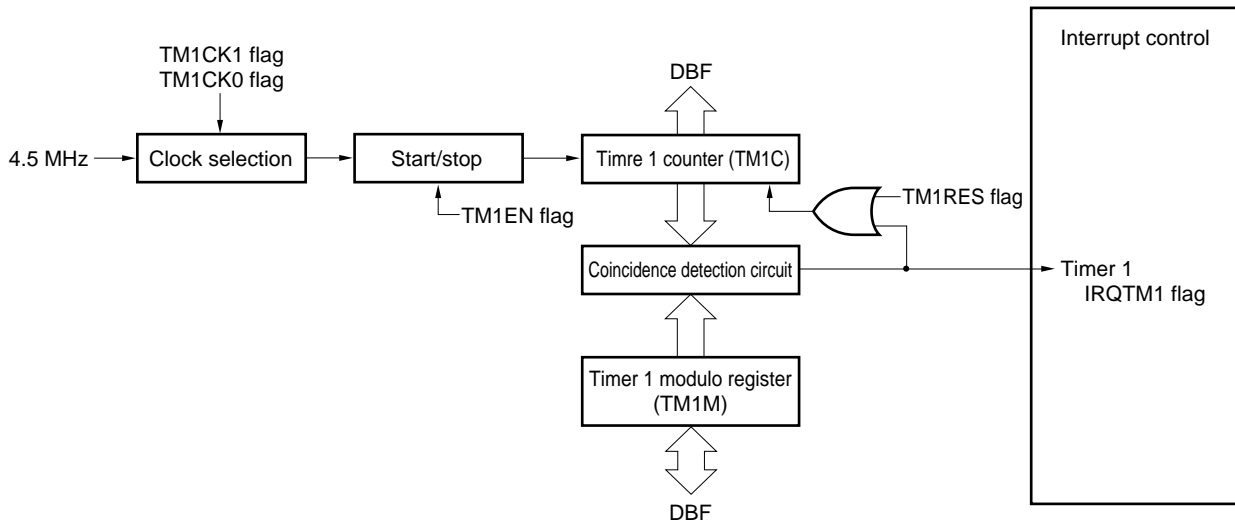 Interrupt control
TM1CK1 flag
TM1CK0 flag
DBF
4.5 MHz
Clock selection
Start/stop
Timre 1 counter (TM1C)
TM1RES flag
TM1EN flag
Coincidence detection circuit
Timer 1
IRQTM1 flag
Timer 1 modulo register
(TM1M)
DBF